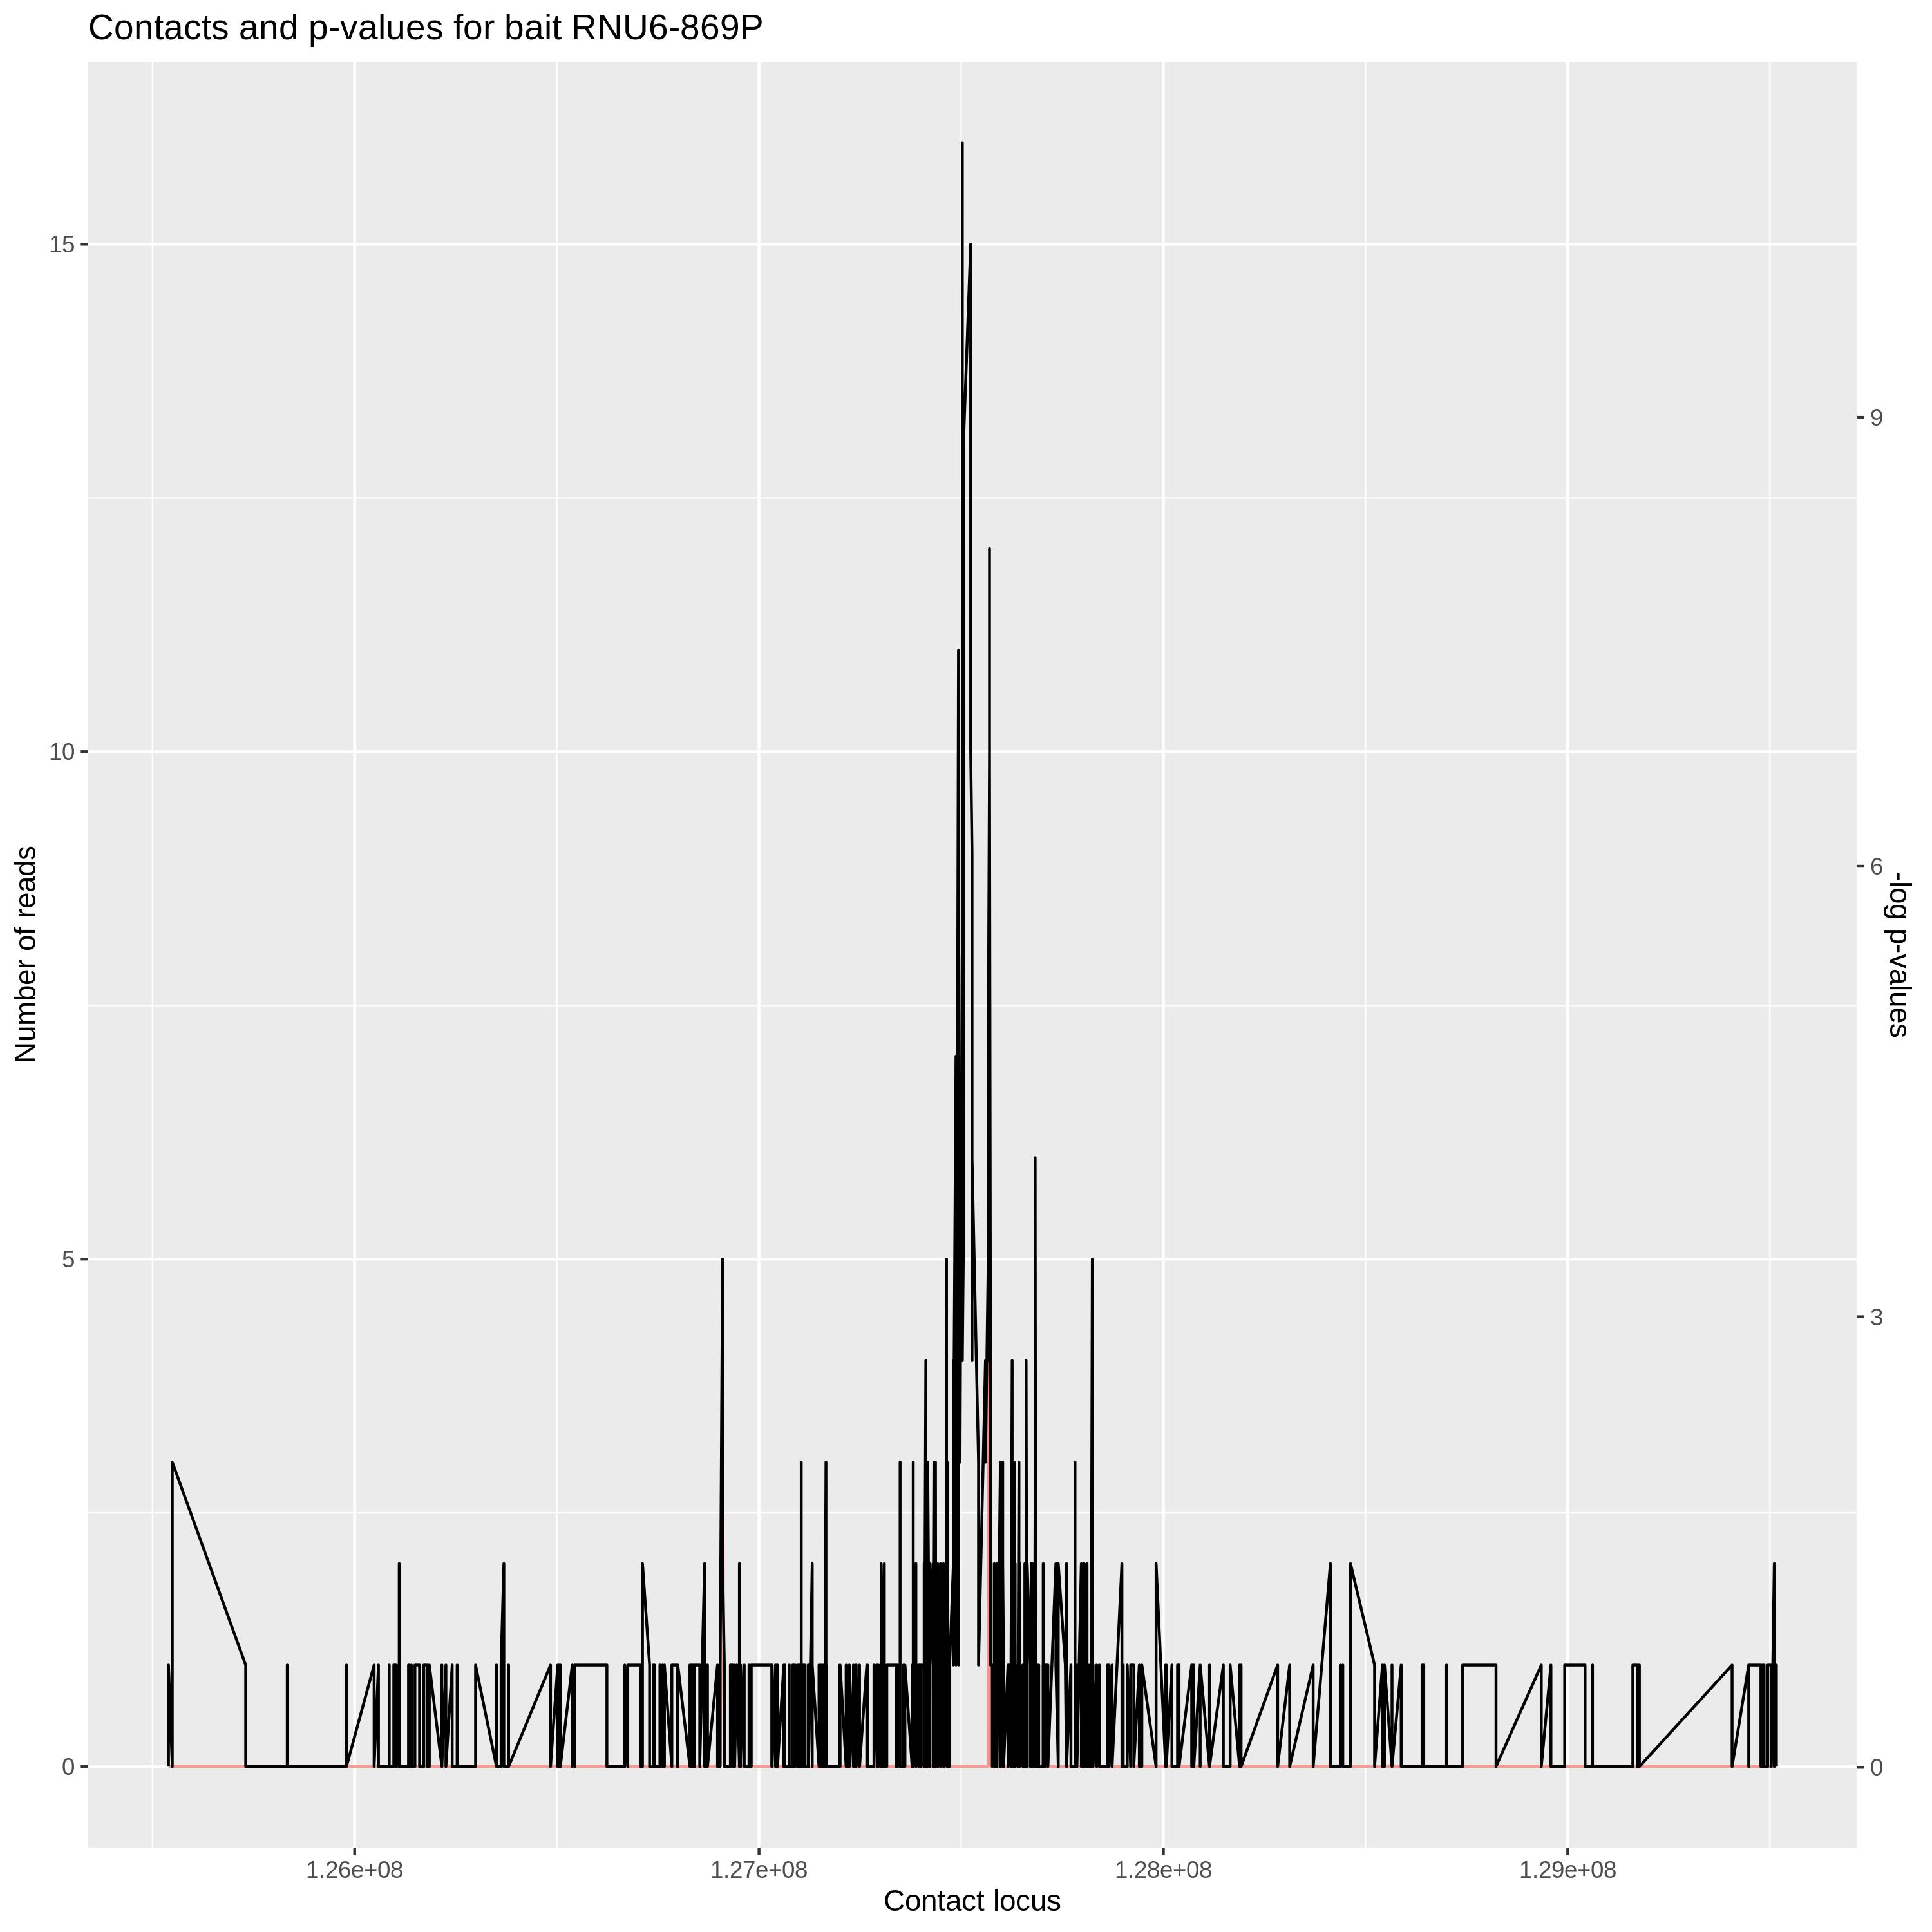 Contacts and p-values for bait RNU6-869P
15
10
5
0
Number of reads
9
6
3
0
-log p-values
1.26e+08
1.27e+08
1.28e+08
1.29e+08
Contact locus